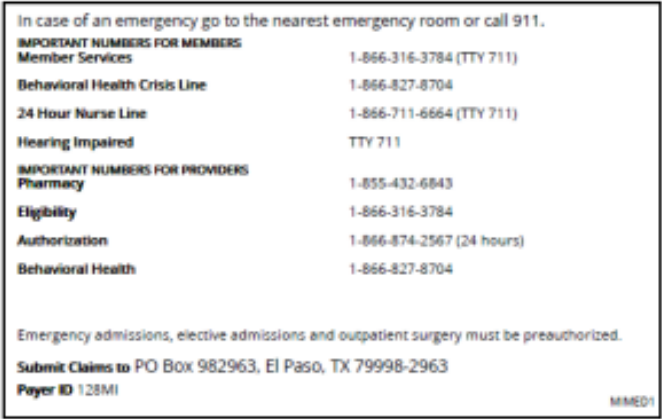 In case of an emergency go to the nearest emergency room or call 911.
IMPORTANT NUMBERS FOR MEMBERS
Member Services 1-866-316-3784 (TTY 711)
Behavioral Health Crisis Line 1-866-827-8704
24 Hour Nurse Line 1-866-711-6664 (TTY 711)
Hearing Impaired TTY 711
IMPORTANT NUMBERS FOR PROVIDERS
Pharmacy 1-855-432-6843
Eligibility 1-866-316-3784
Authorization 1-866-874-2567 (24 hours)
Behavioral Health 1-866-827-8704
Emergency admissions, elective admissions and outpatient surgery must be preauthorized.
Submit Claims to PO Box 982963, El Paso, TX 79998-2963
Payer ID 128MI
MIMED1